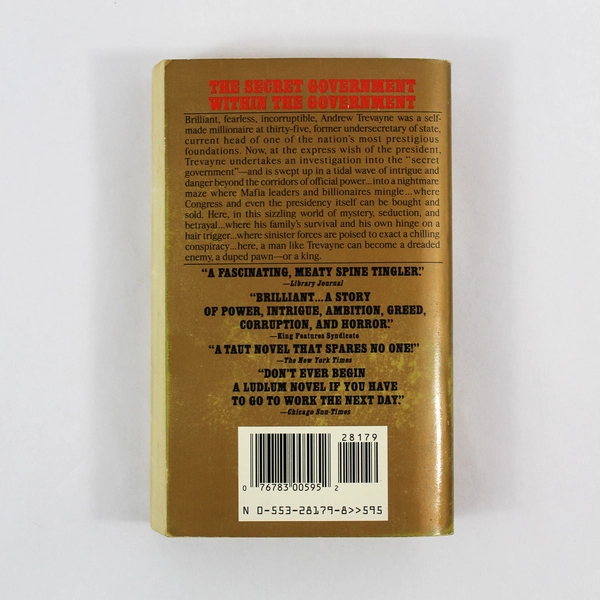 THE SECRET GOVERNMENT
WITHIN THE GOVERNMENT
Brilliant, fearless, incorruptible, Andrew Trevayne was a self-
made millionaire at thirty-five, former undersecretary of state,
current head of one of the nation's most prestigious
foundations. Now, at the express wish of the president,
Trevayne undertakes an investigation into the "secret
government"—and is swept up in a tidal wave of intrigue and
danger beyond the corridors of official power...into a nightmare
maze where Mafia leaders and billionaires mingle...where
Congress and even the presidency itself can be bought and
sold. Here, in this sizzling world of mystery, seduction, and
betrayal...where his family's survival and his own hinge on a
hair trigger...where sinister forces are poised to exact a chilling
conspiracy...here, a man like Trevayne can become a dreaded
enemy, a duped pawn—or a king.
"A FASCINATING, MEATY SPINE TINGLER."
—Library Journal
"BRILLIANT...A STORY
OF POWER, INTRIGUE, AMBITION, GREED,
CORRUPTION, AND HORROR."
—King Features Syndicate
"A TAUT NOVEL THAT SPARES NO ONE!"
—The New York Times
"DON'T EVER BEGIN
A LUDLUM NOVEL IF YOU HAVE
TO GO TO WORK THE NEXT DAY."
—Chicago Sun-Times
28179
0 76783 00595 2
N 0-553-28179-8>>595